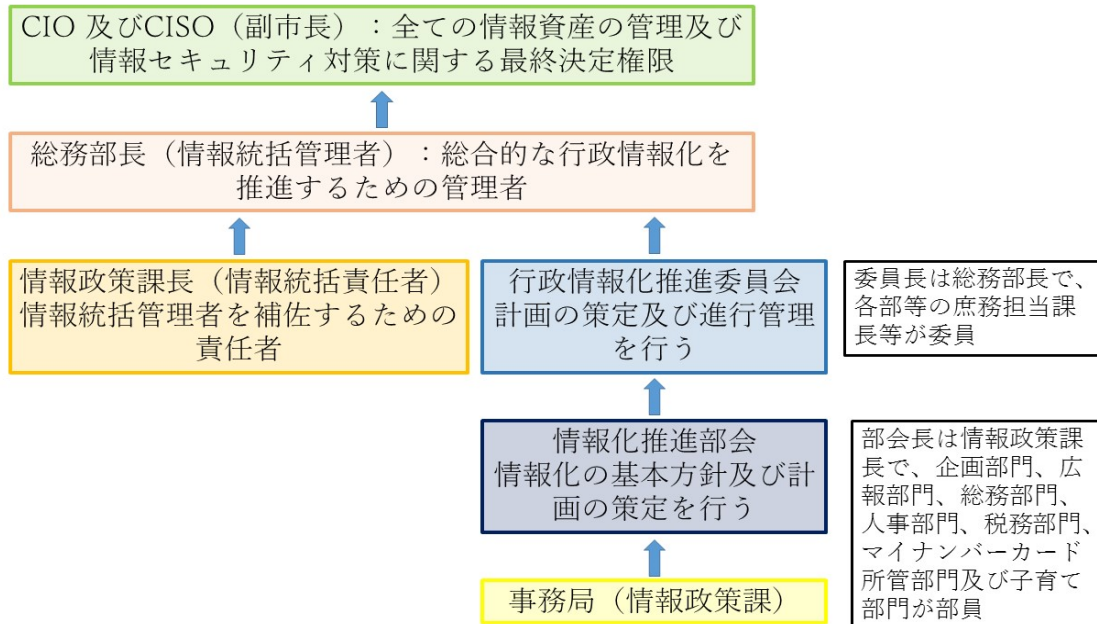 CIO 及びCISO（副市長）：全ての情報資産の管理及び
情報セキュリティ対策に関する最終決定権限
総務部長（情報統括管理者）：総合的な行政情報化を
推進するための管理者
情報政策課長（情報統括責任者）
情報統括管理者を補佐するための
責任者
行政情報化推進委員会
計画の策定及び進行管理
を行う
委員長は総務部長で、
各部等の庶務担当課
長等が委員
情報化推進部会
情報化の基本方針及び計
画の策定を行う
部会長は情報政策課
長で、企画部門、広
報部門、総務部門、
人事部門、税務部門、
マイナンバーカード
所管部門及び子育て
部門が部員
事務局（情報政策課）